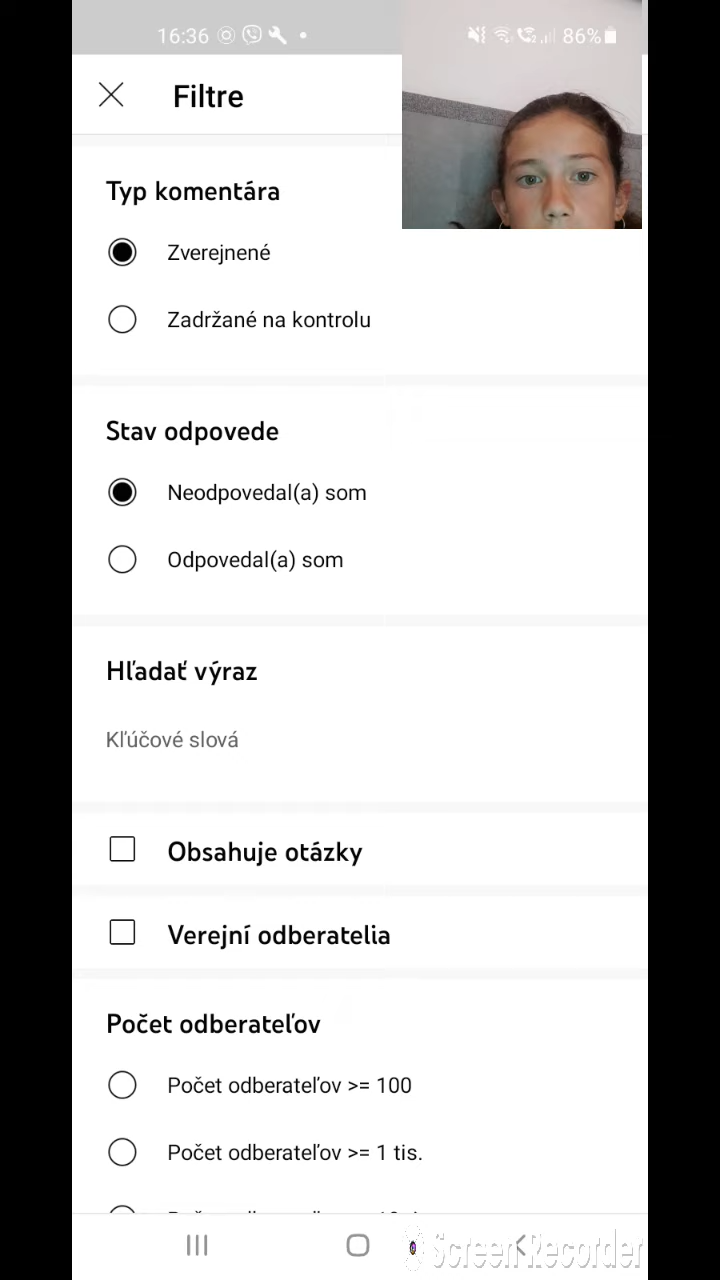 16:36
86%
Filtre
Typ komentára
Zverejnené
Zadržané na kontrolu
Stav odpovede
Neodpovedal(a) som
Odpovedal(a) som
Hľadať výraz
Kľúčové slová
Obsahuje otázky
Verejní odberatelia
Počet odberateľov
Počet odberateľov >= 100
Počet odberateľov >= 1 tis.
Screen Recorder